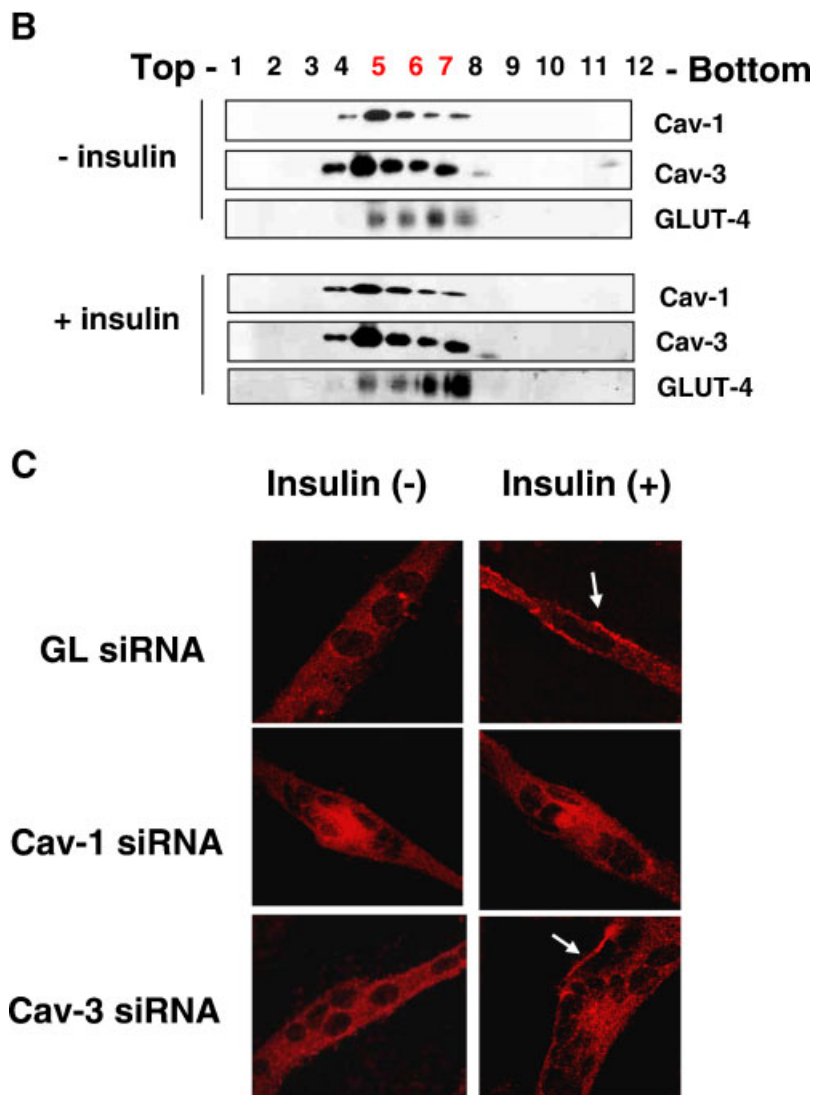 B
Top - 1 2 3 4 5 6 7 8 9 10 11 12 - Bottom
- insulin
Cav-1
Cav-3
GLUT-4
+ insulin
Cav-1
Cav-3
GLUT-4
C
Insulin (-) Insulin (+)
GL siRNA
Cav-1 siRNA
Cav-3 siRNA